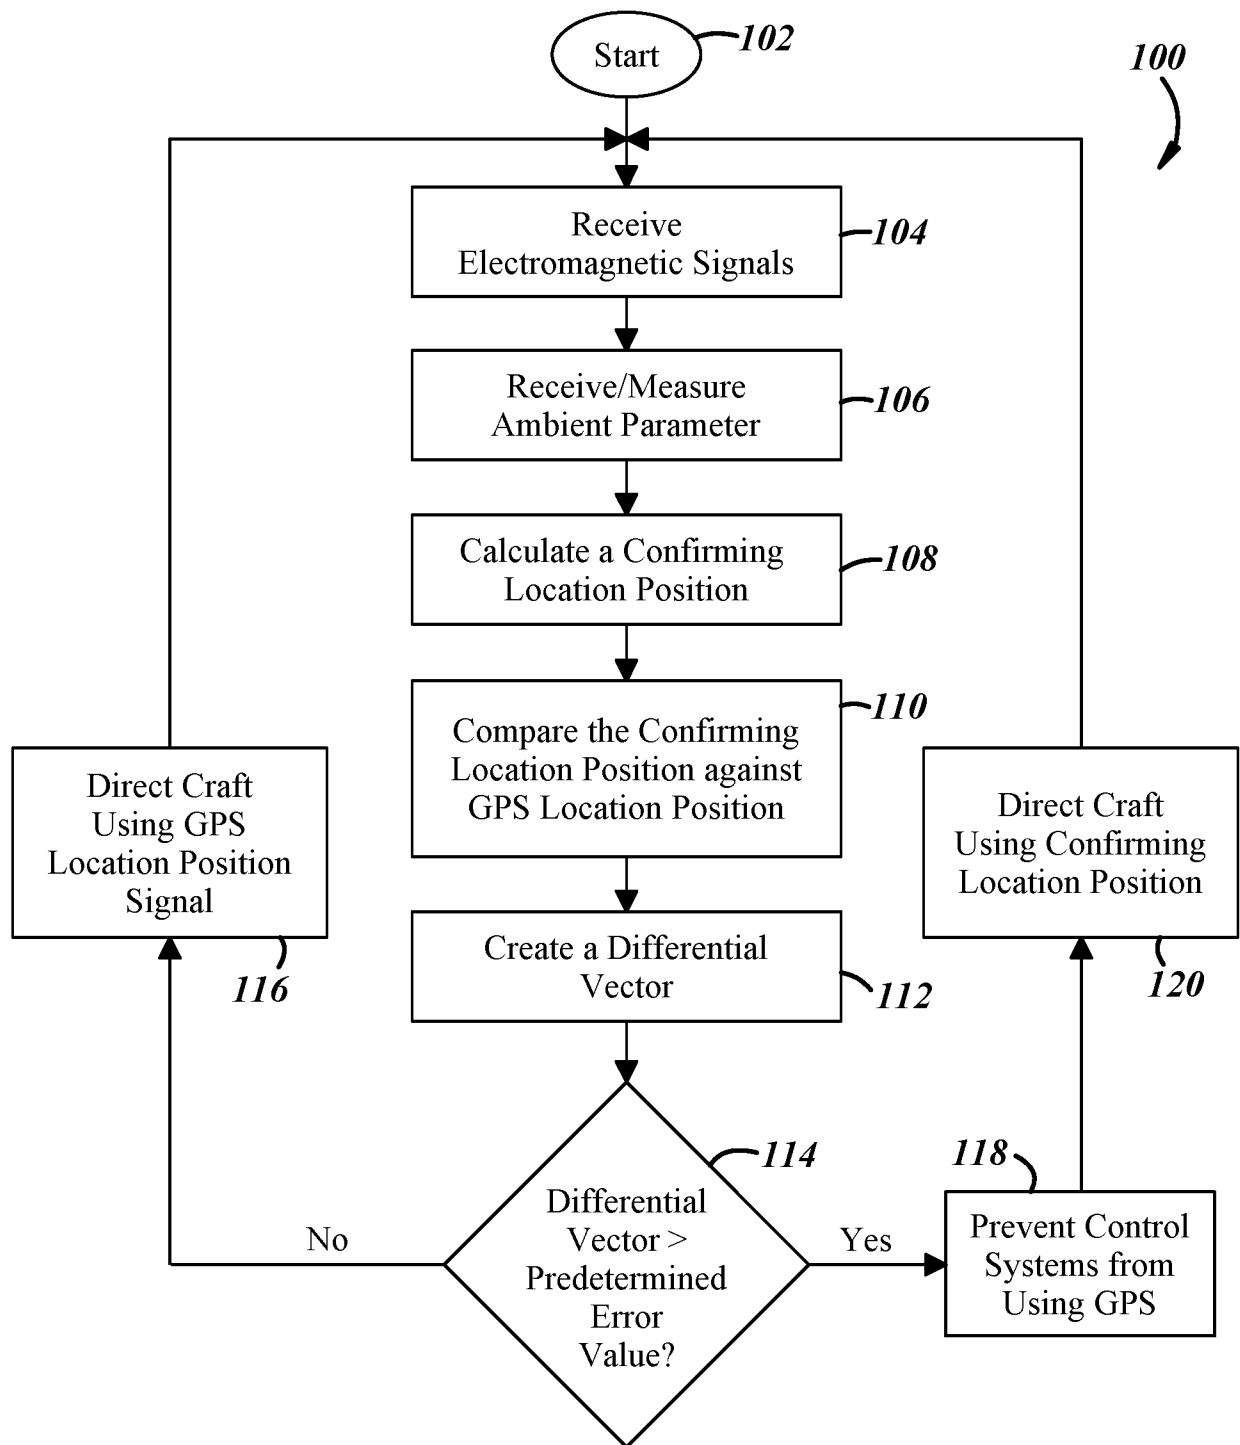 Start
102
100
Receive
Electromagnetic Signals
104
Receive/Measure
Ambient Parameter
106
Calculate a Confirming
Location Position
108
Compare the Confirming
Location Position against
GPS Location Position
110
Direct Craft
Using GPS
Location Position
Signal
116
Direct Craft
Using Confirming
Location Position
120
Create a Differential
Vector
112
Differential
Vector >
Predetermined
Error
Value?
114
No
Yes
118
Prevent Control
Systems from
Using GPS